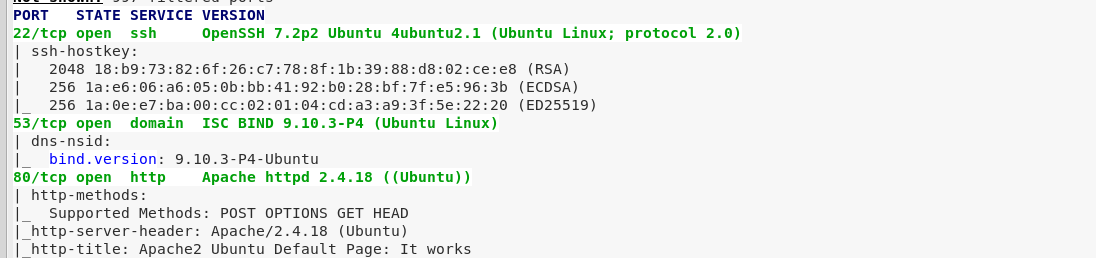 Not shown: 997 filtered ports
PORT   STATE SERVICE VERSION
22/tcp open  ssh     OpenSSH 7.2p2 Ubuntu 4ubuntu2.1 (Ubuntu Linux; protocol 2.0)
| ssh-hostkey:
|   2048 18:b9:73:82:6f:26:c7:78:8f:1b:39:88:d8:02:ce:e8 (RSA)
|   256 1a:e6:06:a6:05:0b:bb:41:92:b0:28:bf:7f:e5:96:3b (ECDSA)
|_  256 1a:0e:e7:ba:00:cc:02:01:04:cd:a3:a9:3f:5e:22:20 (ED25519)
53/tcp open  domain  ISC BIND 9.10.3-P4 (Ubuntu Linux)
| dns-nsid:
|_  bind.version: 9.10.3-P4-Ubuntu
80/tcp open  http    Apache httpd 2.4.18 ((Ubuntu))
| http-methods:
|_  Supported Methods: POST OPTIONS GET HEAD
|_http-server-header: Apache/2.4.18 (Ubuntu)
|_http-title: Apache2 Ubuntu Default Page: It works